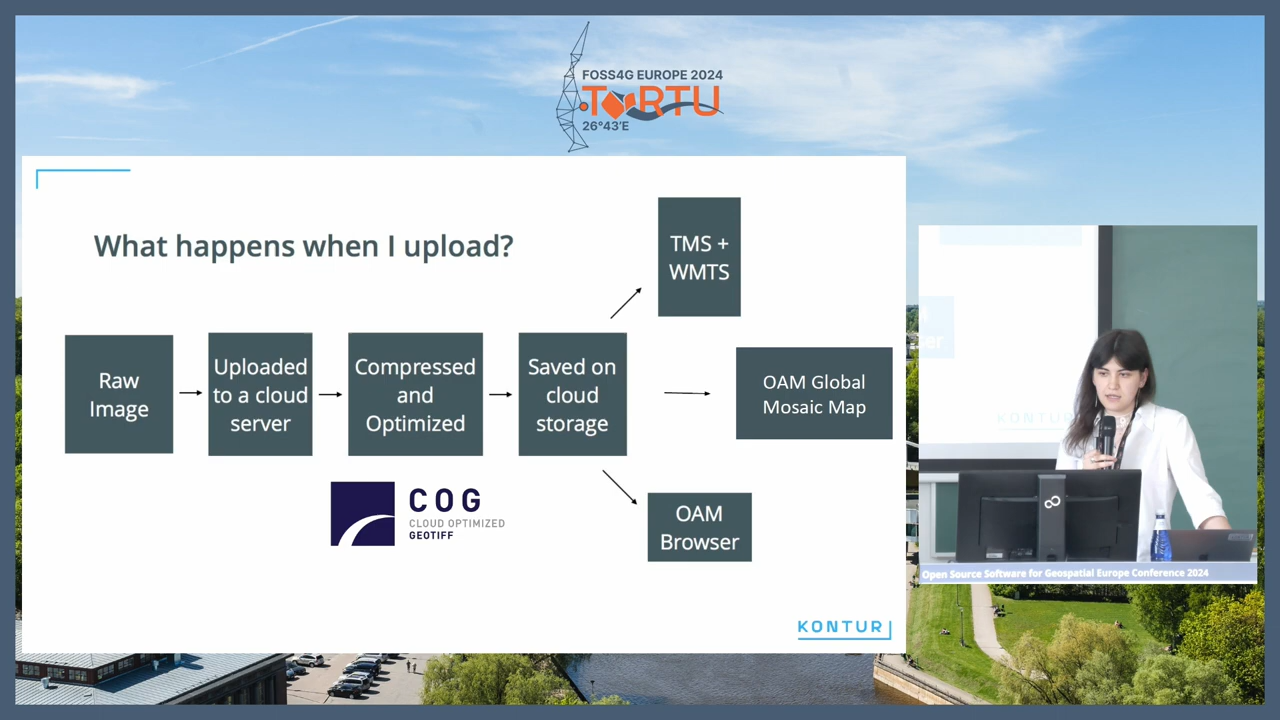 FOSS4G EUROPE 2024
TORTU
26°43'E
What happens when I upload?
TMS +
WMTS
Raw
Image
Uploaded
to a cloud
server
Compressed
and
Optimized
Saved on
cloud
storage
OAM Global
Mosaic Map
OAM
Browser
COG
CLOUD OPTIMIZED
GEOTIFF
KONTUR
KONTUR
Open Source Software for Geospatial Europe Conference 2024